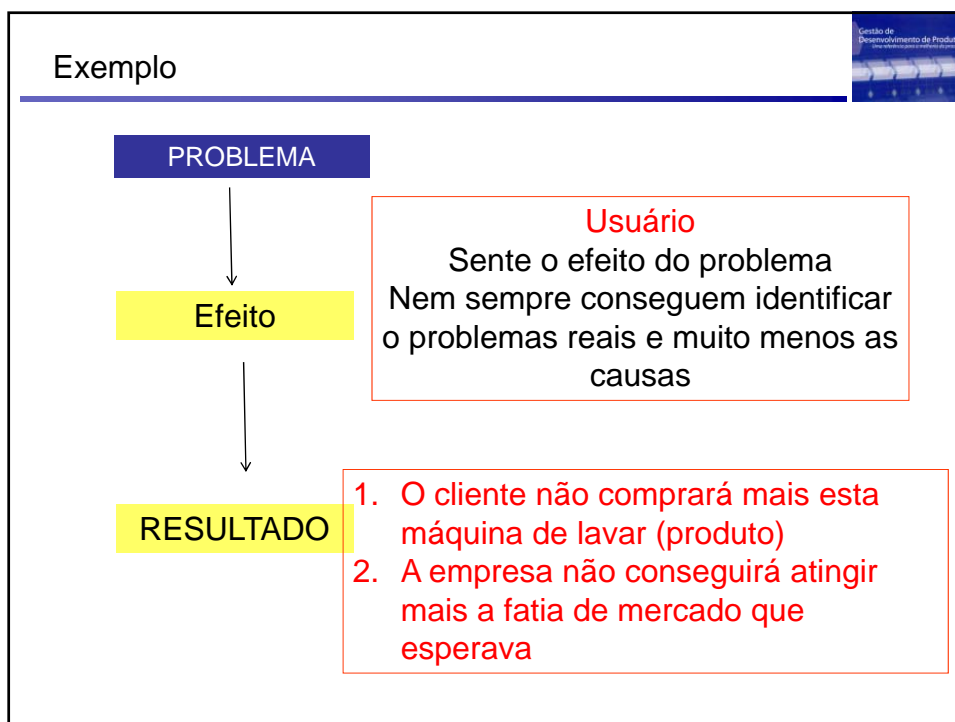 Gestão de
Desenvolvimento de Produt
Exemplo
PROBLEMA
Usuário
Sente o efeito do problema
Nem sempre conseguem identificar
o problemas reais e muito menos as
causas
Efeito
RESULTADO
1. O cliente não comprará mais esta
máquina de lavar (produto)
2. A empresa não conseguirá atingir
mais a fatia de mercado que
esperava